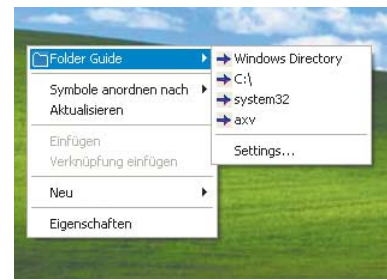 Folder Guide
Symbole anordnen nach
Aktualisieren
Einfügen
Verknüpfung einfügen
Neu
Eigenschaften
Windows Directory
C:\
system32
axv
Settings...